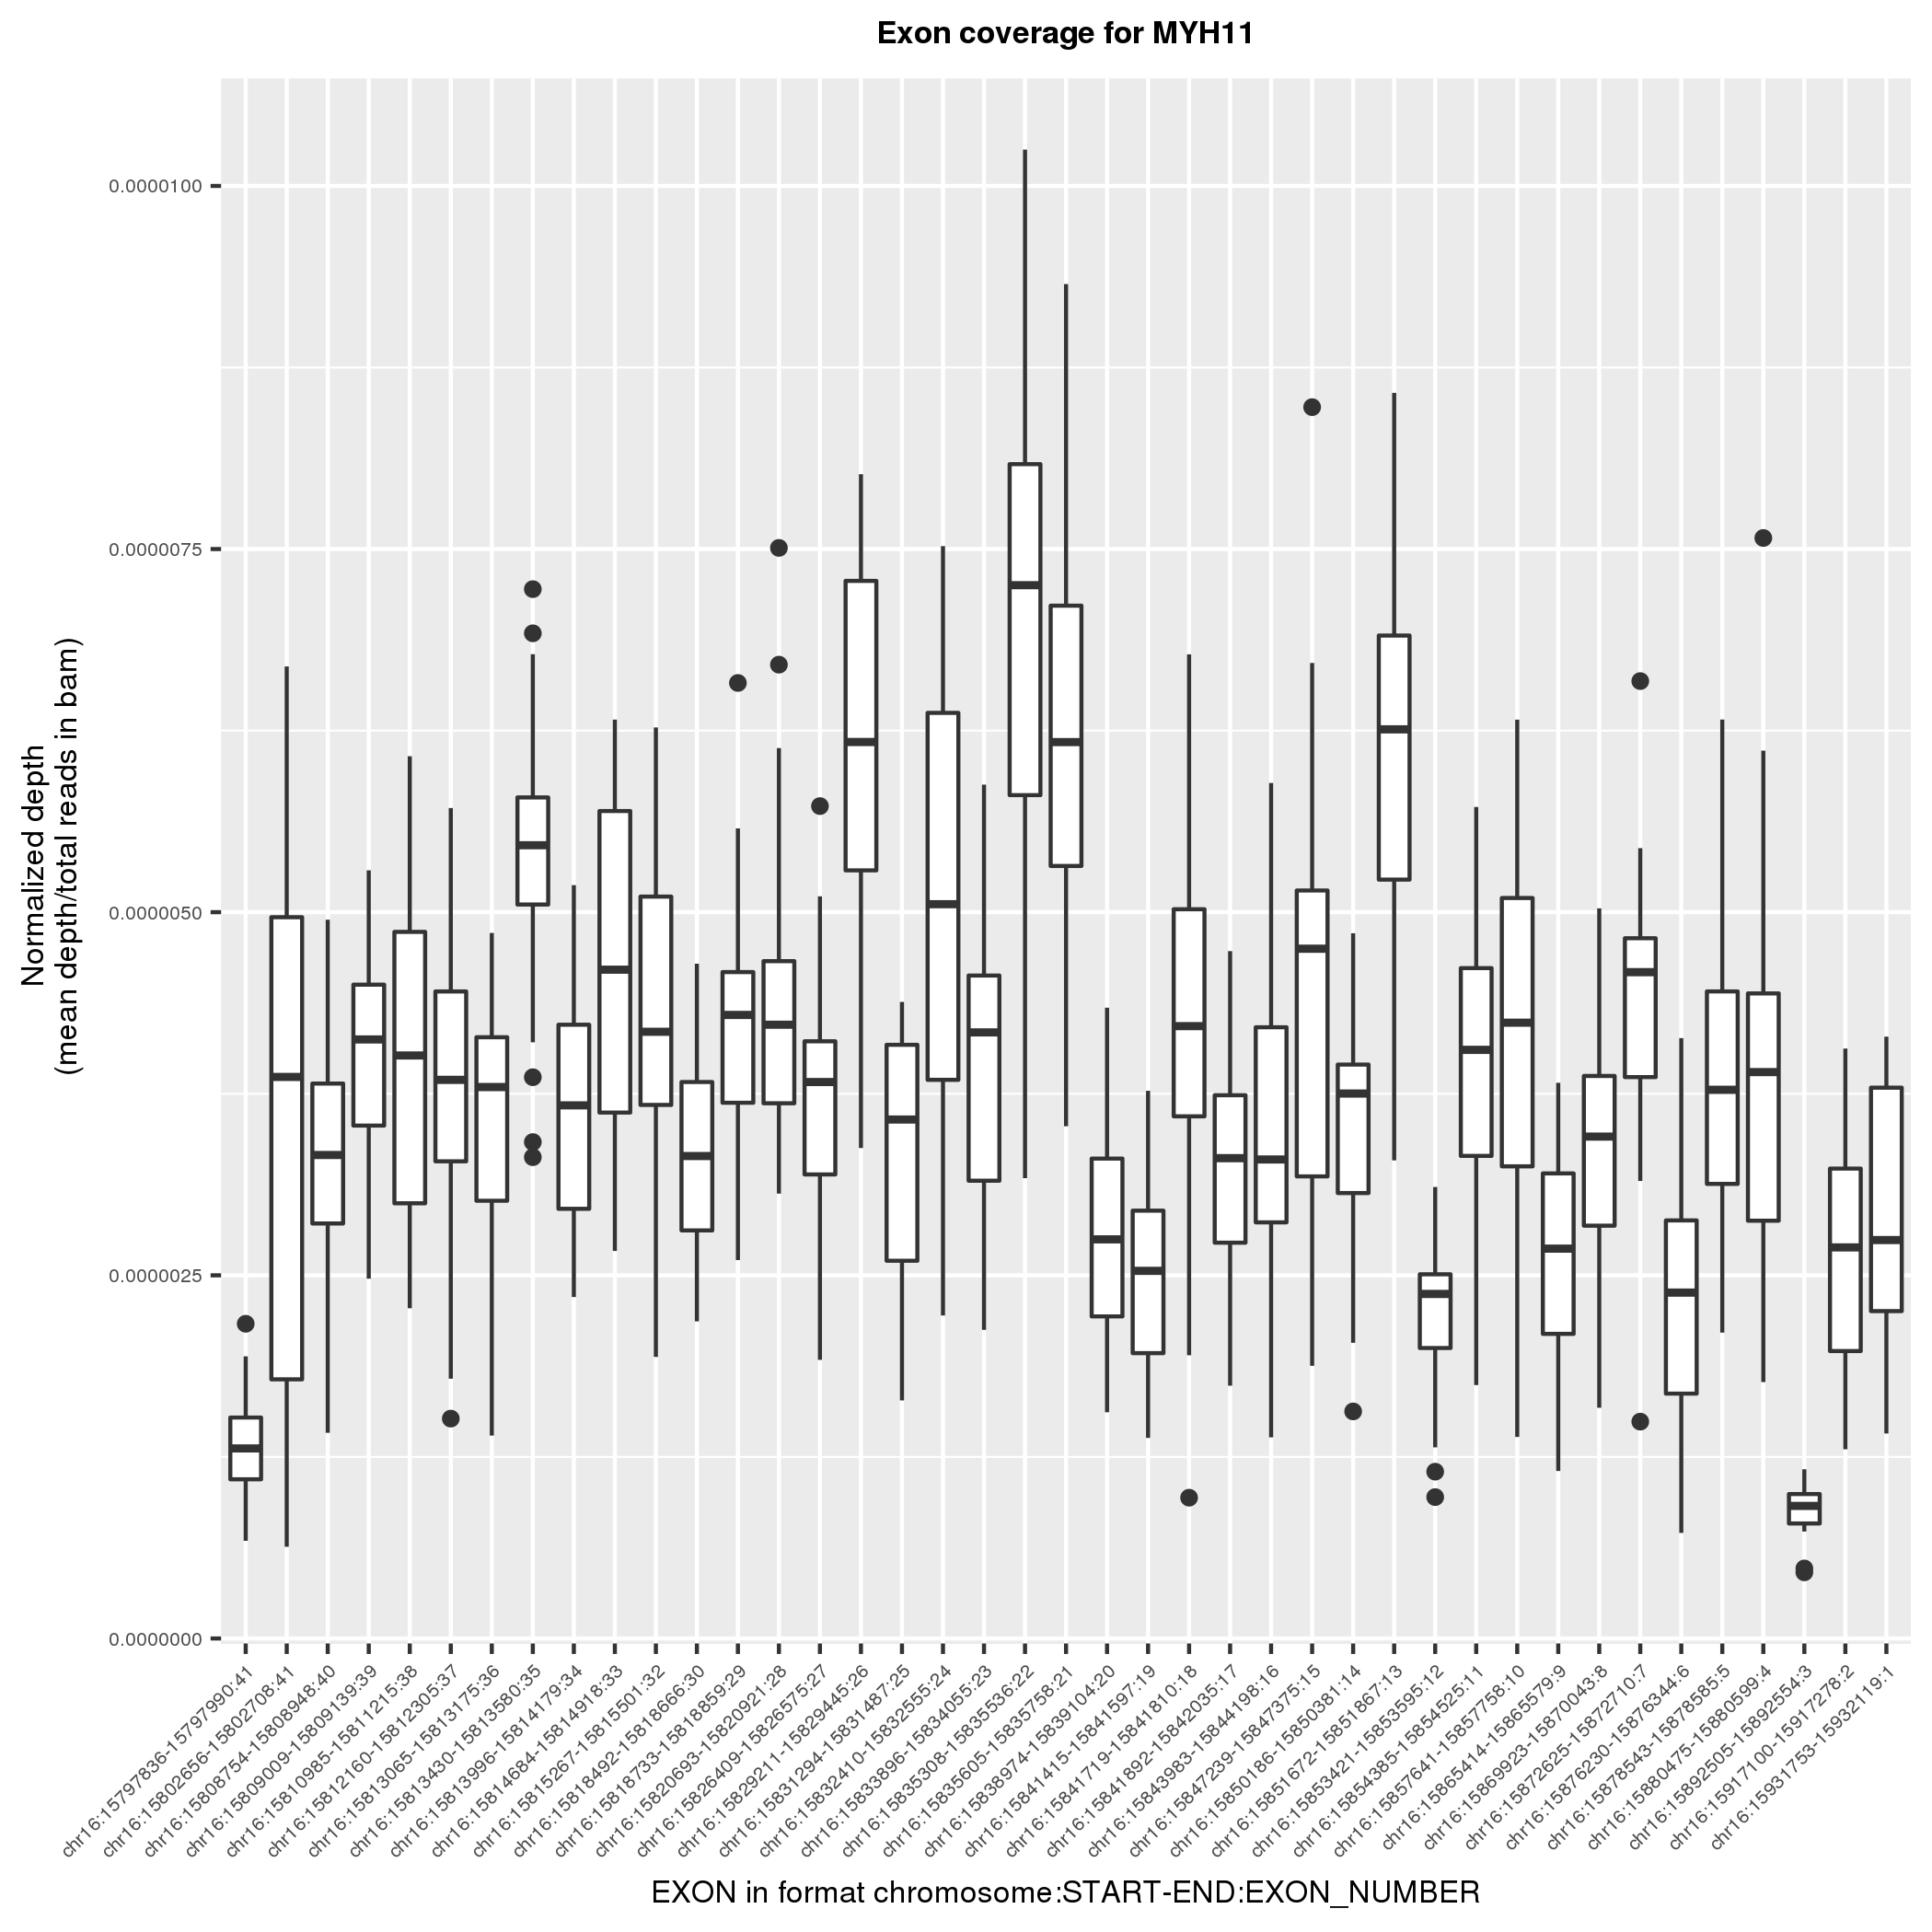 Exon coverage for MYH11
0.0000100
0.0000075
0.0000050
0.0000025
0.0000000
Normalized depth
(mean depth/total reads in bam)
chr16:15797836-15797990:41
chr16:15802656-15802708:41
chr16:15808754-15808948:40
chr16:15809009-15809139:39
chr16:15810985-15811215:38
chr16:15812160-15812305:37
chr16:15813065-15813175:36
chr16:15813430-15813580:35
chr16:15813996-15814179:34
chr16:15814684-15814918:33
chr16:15815267-15815501:32
chr16:15818492-15818666:30
chr16:15818733-15818859:29
chr16:15820693-15820921:28
chr16:15826409-15826575:27
chr16:15829211-15829445:26
chr16:15831294-15831487:25
chr16:15832410-15832555:24
chr16:15833896-15834055:23
chr16:15835308-15835536:22
chr16:15835605-15835758:21
chr16:15838974-15839104:20
chr16:15841415-15841597:19
chr16:15841719-15841810:18
chr16:15841892-15842035:17
chr16:15843983-15844198:16
chr16:15847239-15847375:15
chr16:15850186-15850381:14
chr16:15851672-15851867:13
chr16:15853421-15853595:12
chr16:15854385-15854525:11
chr16:15857641-15857758:10
chr16:15865514-15865579:9
chr16:15869923-15870043:8
chr16:15872625-15872710:7
chr16:15876230-15876344:6
chr16:15878543-15878585:5
chr16:15880475-15880599:4
chr16:15892505-15892554:3
chr16:15917100-15917278:2
chr16:15931753-15932119:1
EXON in format chromosome:START-END:EXON_NUMBER